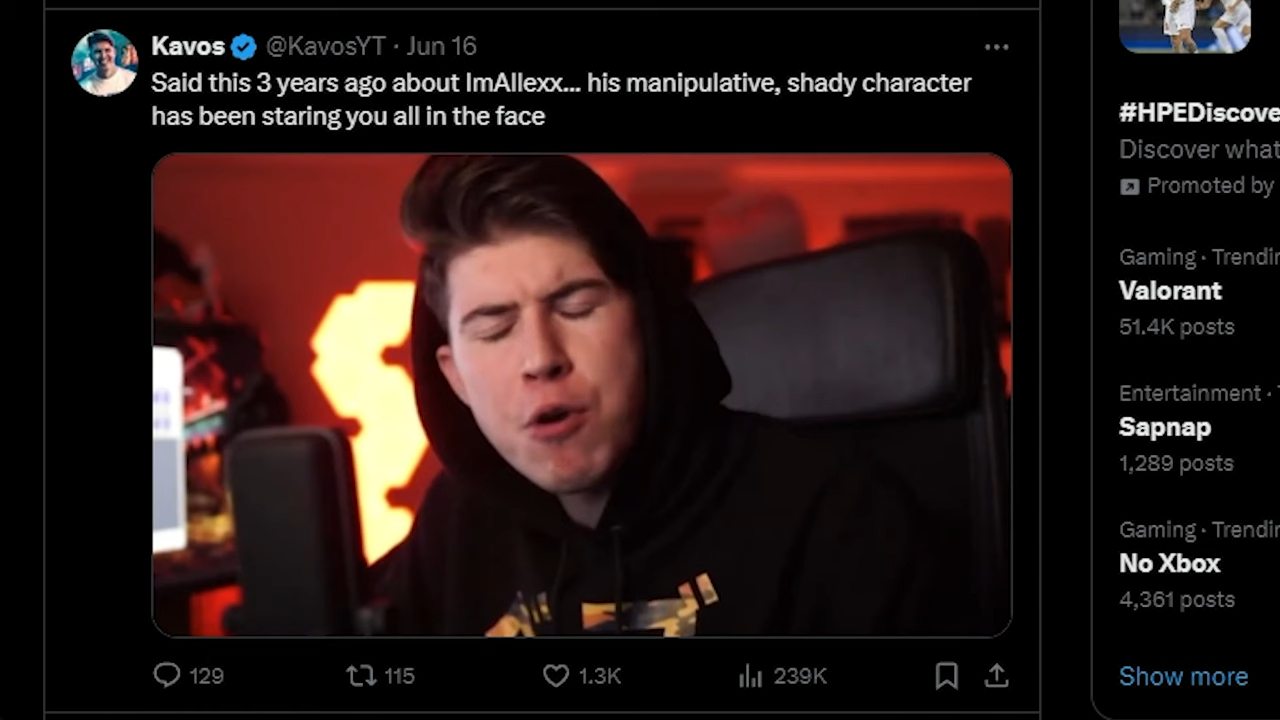 Kavos @KavosYT · Jun 16
Said this 3 years ago about ImAllexx... his manipulative, shady character
has been staring you all in the face
129 115 1.3K 239K
#HPEDiscove
Discover what
Promoted by
Gaming · Trendin
Valorant
51.4K posts
Entertainment ·
Sapnap
1,289 posts
Gaming · Trendin
No Xbox
4,361 posts
Show more